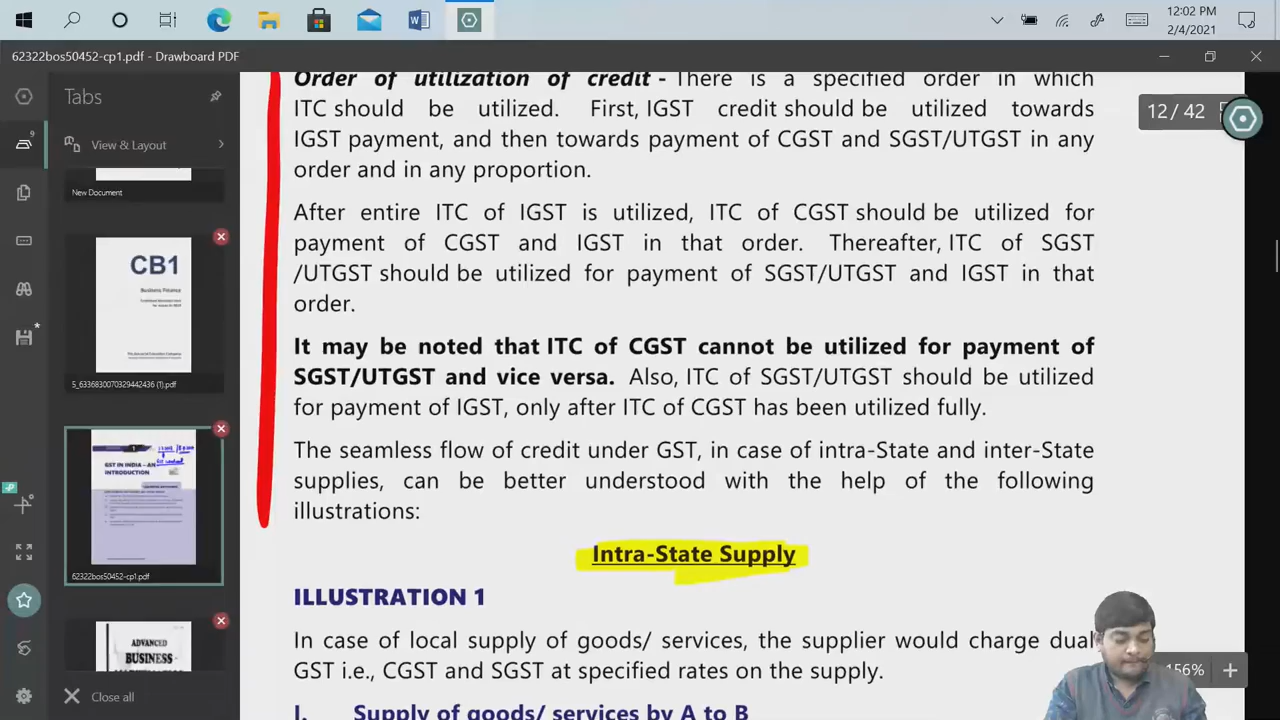 12:02 PM
2/4/2021
62322bos50452-cp1.pdf - Drawboard PDF
Tabs
View & Layout
New Document
CB1
Business Finance
5_6336830070329442436 (1).pdf
1
GST IN INDIA—AN
INTRODUCTION
62322bos50452-cp1.pdf
ADVANCED
BUSINESS
Close all
9
12 / 42
Order of utilization of credit - There is a specified order in which
ITC should be utilized. First, IGST credit should be utilized towards
IGST payment, and then towards payment of CGST and SGST/UTGST in any
order and in any proportion.
After entire ITC of IGST is utilized, ITC of CGST should be utilized for
payment of CGST and IGST in that order. Thereafter, ITC of SGST
/UTGST should be utilized for payment of SGST/UTGST and IGST in that
order.
It may be noted that ITC of CGST cannot be utilized for payment of
SGST/UTGST and vice versa. Also, ITC of SGST/UTGST should be utilized
for payment of IGST, only after ITC of CGST has been utilized fully.
The seamless flow of credit under GST, in case of intra-State and inter-State
supplies, can be better understood with the help of the following
illustrations:
Intra-State Supply
ILLUSTRATION 1
In case of local supply of goods/ services, the supplier would charge dual
GST i.e., CGST and SGST at specified rates on the supply.
I. Supply of goods/ services by A to B
156%